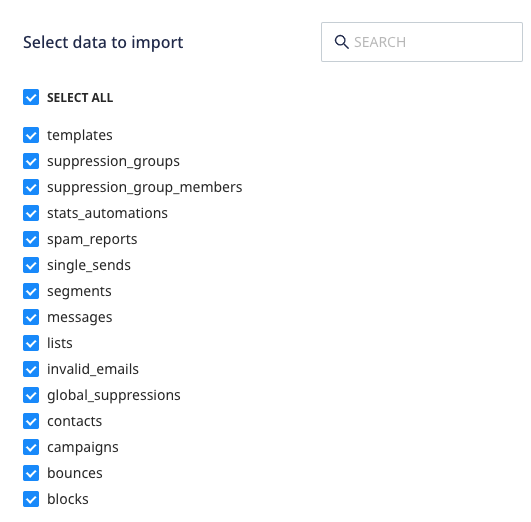 Select data to import
SEARCH
SELECT ALL
templates
suppression_groups
suppression_group_members
stats_automations
spam_reports
single_sends
segments
messages
lists
invalid_emails
global_suppressions
contacts
campaigns
bounces
blocks